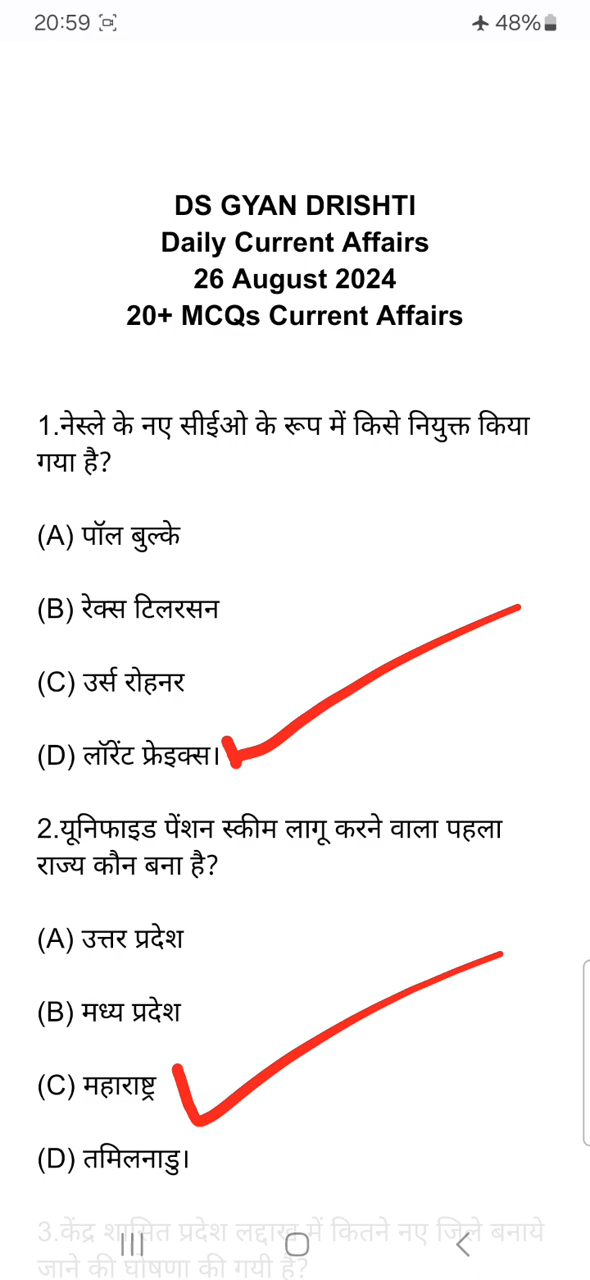 20:59
48%
DS GYAN DRISHTI
Daily Current Affairs
26 August 2024
20+ MCQs Current Affairs
1.नेस्ले के नए सीईओ के रूप में किसे नियुक्त किया
गया है?
(A) पॉल बुल्के
(B) रेक्स टिलरसन
(C) उर्स रोहनर
(D) लॉरेंट फ्रेइक्स।
2.यूनिफाइड पेंशन स्कीम लागू करने वाला पहला
राज्य कौन बना है?
(A) उत्तर प्रदेश
(B) मध्य प्रदेश
(C) महाराष्ट्र
(D) तमिलनाडु।
3.केंद्र शासित प्रदेश लद्दाख में कितने नए जिले बनाये
जाने की घोषणा की गयी है?